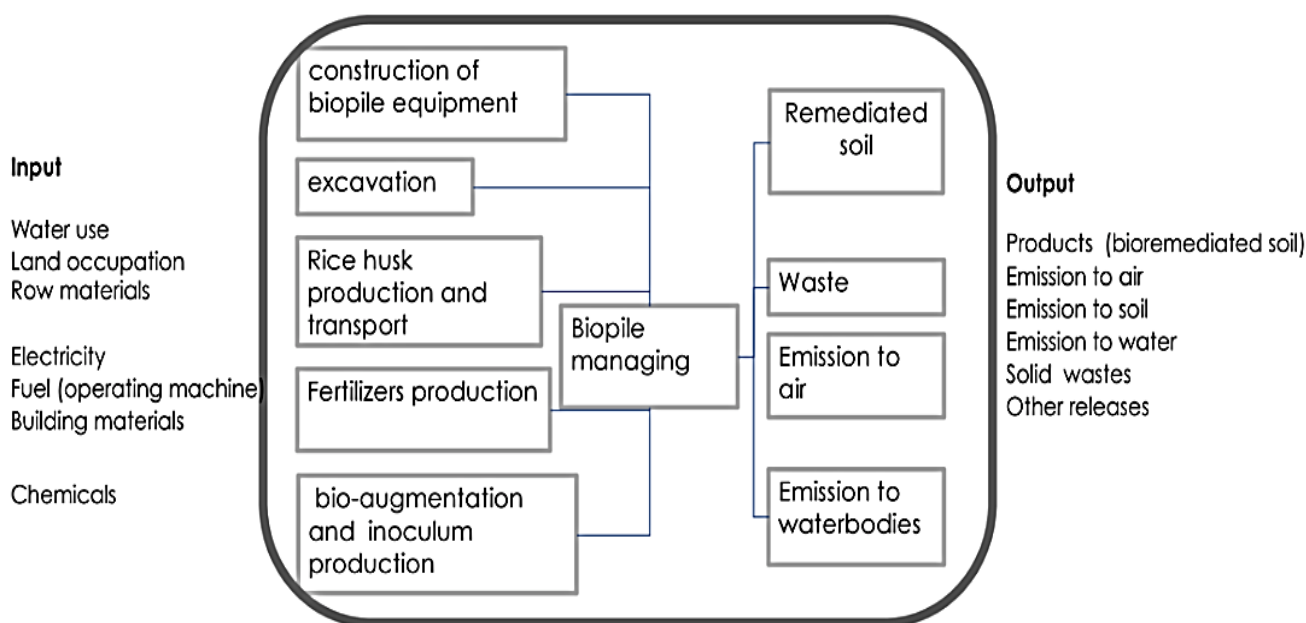 Input
Water use
Land occupation
Row materials
Electricity
Fuel (operating machine)
Building materials
Chemicals
construction of
biopile equipment
excavation
Rice husk
production and
transport
Fertilizers production
bio-augmentation
and inoculum
production
Biopile
managing
Remediated
soil
Waste
Emission to
air
Emission to
waterbodies
Output
Products (bioremediated soil)
Emission to air
Emission to soil
Emission to water
Solid wastes
Other releases